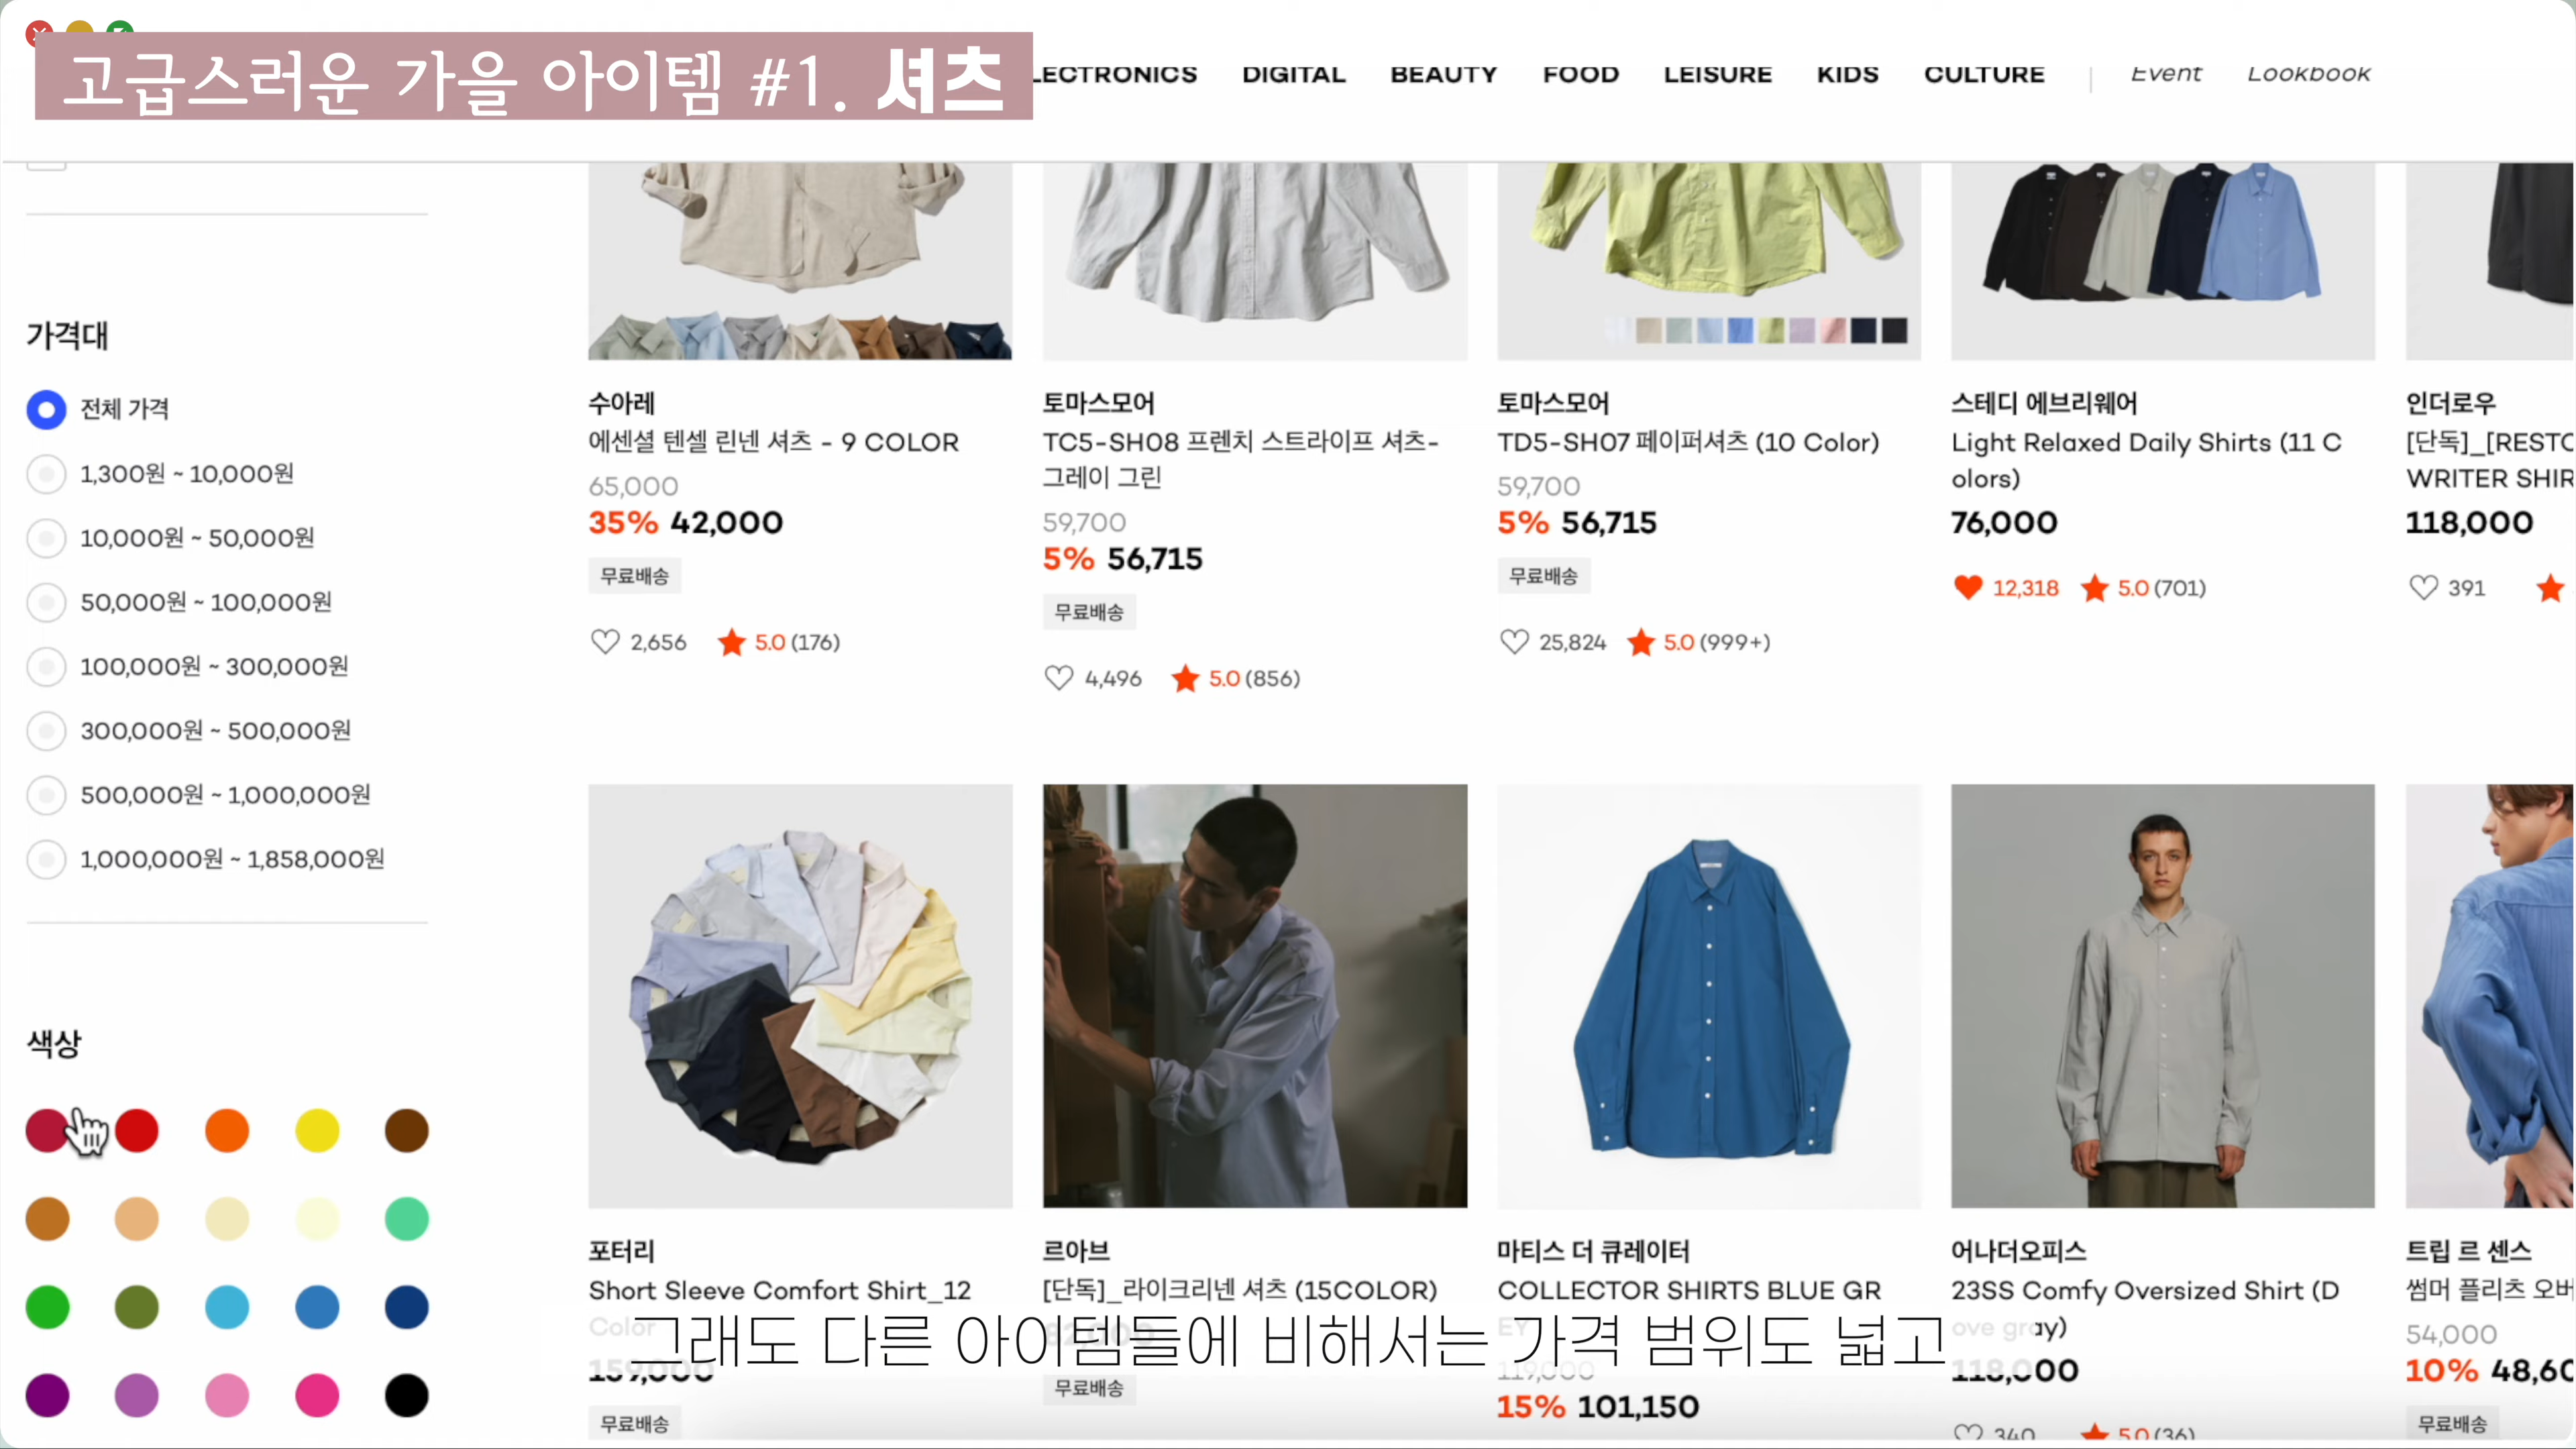 고급스러운 가을 아이템 #1. 셔츠
LECTRONICS DIGITAL BEAUTY FOOD LEISURE KIDS CULTURE Event Lookbook
가격대
전체 가격
1,300원 ~ 10,000원
10,000원 ~ 50,000원
50,000원 ~ 100,000원
100,000원 ~ 300,000원
300,000원 ~ 500,000원
500,000원 ~ 1,000,000원
1,000,000원 ~ 1,858,000원
색상
수아레
에센셜 텐셀 린넨 셔츠 - 9 COLOR
65,000
35% 42,000
무료배송
2,656 5.0 (176)
토마스모어
TC5-SH08 프렌치 스트라이프 셔츠-
그레이 그린
59,700
5% 56,715
무료배송
4,496 5.0 (856)
토마스모어
TD5-SH07 페이퍼셔츠 (10 Color)
59,700
5% 56,715
무료배송
25,824 5.0 (999+)
스테디 에브리웨어
Light Relaxed Daily Shirts (11 C
olors)
76,000
12,318 5.0 (701)
인더로우
[단독]_[RESTO
WRITER SHIR
118,000
391
포터리
Short Sleeve Comfort Shirt_12
Color
159,000
무료배송
르아브
[단독]_라이크리넨 셔츠 (15COLOR)
무료배송
마티스 더 큐레이터
COLLECTOR SHIRTS BLUE GR
EY
119,000
15% 101,150
어나더오피스
23SS Comfy Oversized Shirt (D
ove gray)
118,000
340 5.0 (36)
트립 르 센스
썸머 플리츠 오버
54,000
10% 48,60
무료배송
그래도 다른 아이템들에 비해서는 가격 범위도 넓고